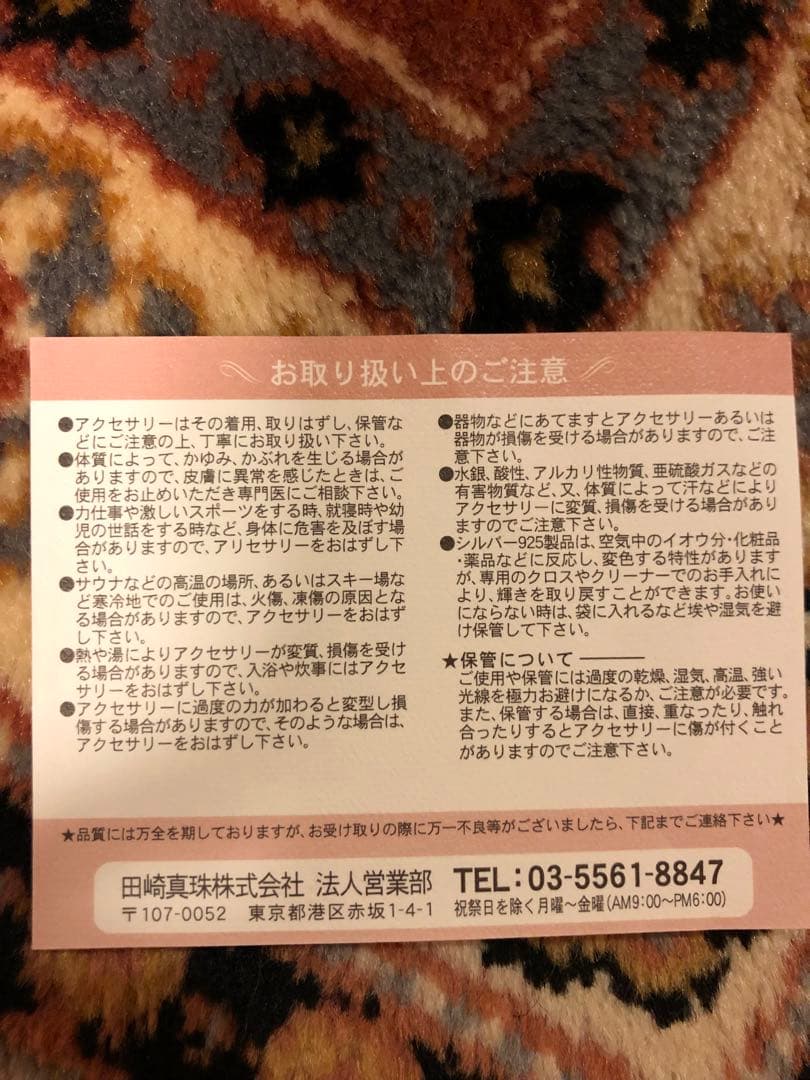 お取り扱い上のご注意
●アクセサリーはその着用、取りはずし、保管な
どにご注意の上、丁寧にお取り扱い下さい。
●体質によって、かゆみ、かぶれを生じる場合が
ありますので、皮膚に異常を感じたときは、ご
使用をお止めいただき専門医にご相談下さい。
●力仕事や激しいスポーツをする時、就寝時や幼
児の世話をする時など、身体に危害を及ぼす場
合がありますので、アリセサリーをおはずし下
さい。
●サウナなどの高温の場所、あるいはスキー場な
ど寒冷地でのご使用は、火傷、凍傷の原因とな
る場合がありますので、アクセサリーをおはず
し下さい。
●熱や湯によりアクセサリーが変質、損傷を受け
る場合がありますので、入浴や炊事にはアクセ
サリーをおはずし下さい。
●アクセサリーに過度の力が加わると変型し損
傷する場合がありますので、そのような場合は、
アクセサリーをおはずし下さい。
●器物などにあてますとアクセサリーあるいは
器物が損傷を受ける場合がありますので、ご注
意下さい。
●水銀、酸性、アルカリ性物質、亜硫酸ガスなどの
有害物質など、又、体質によって汗などにより
アクセサリーに変質、損傷を受ける場合があり
ますのでご注意下さい。
●シルバー925製品は、空気中のイオウ分・化粧品
・薬品などに反応し、変色する特性があります
が、専用のクロスやクリーナーでのお手入れに
より、輝きを取り戻すことができます。お使い
にならない時は、袋に入れるなど埃や湿気を避
け保管して下さい。
★保管について
ご使用や保管には過度の乾燥、湿気、高温、強い
光線を極力お避けになるか、ご注意が必要です。
また、保管する場合は、直接、重なったり、触れ
合ったりするとアクセサリーに傷が付くこと
がありますのでご注意下さい。
★品質には万全を期しておりますが、お受け取りの際に万一不良等がございましたら、下記までご連絡下さい★
田崎真珠株式会社 法人営業部 TEL:03-5561-8847
〒107-0052 東京都港区赤坂1-4-1 祝祭日を除く月曜～金曜(AM9:00～PM6:00)